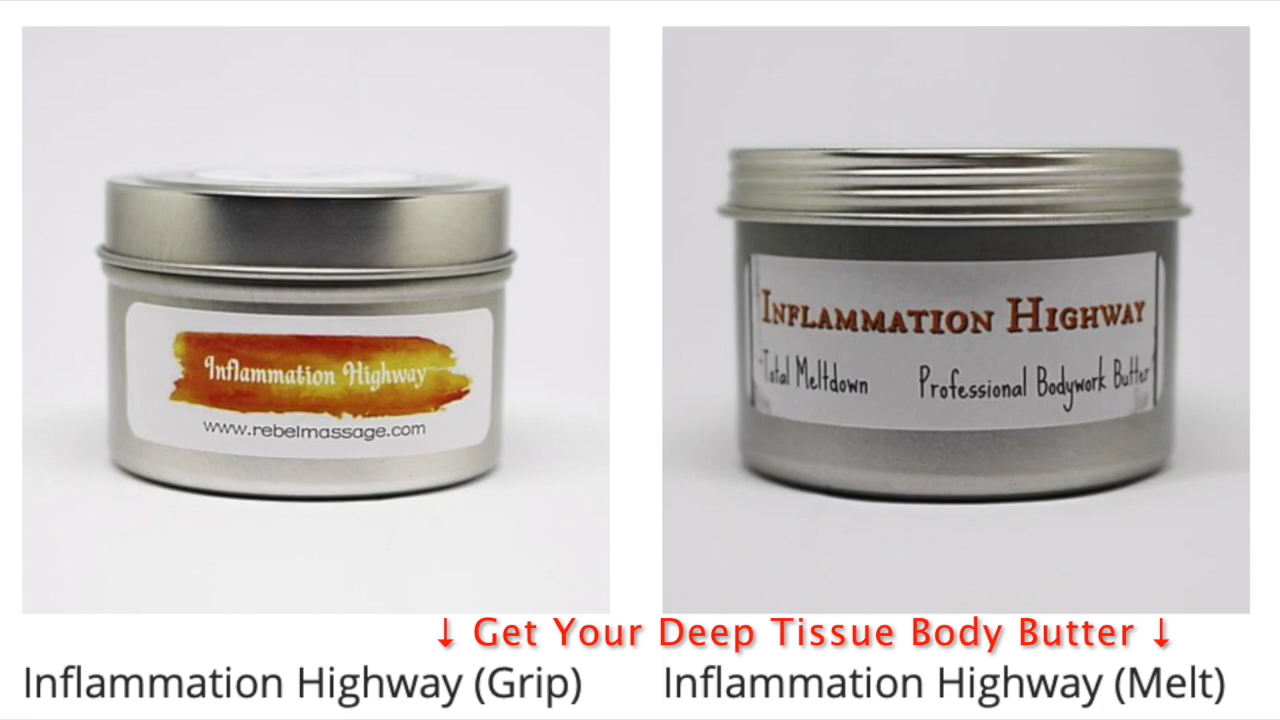 Inflammation Highway
www.rebelmassage.com
INFLAMMATION HIGHWAY
Total Meltdown Professional Bodywork Butter
↓ Get Your Deep Tissue Body Butter ↓
Inflammation Highway (Grip)
Inflammation Highway (Melt)